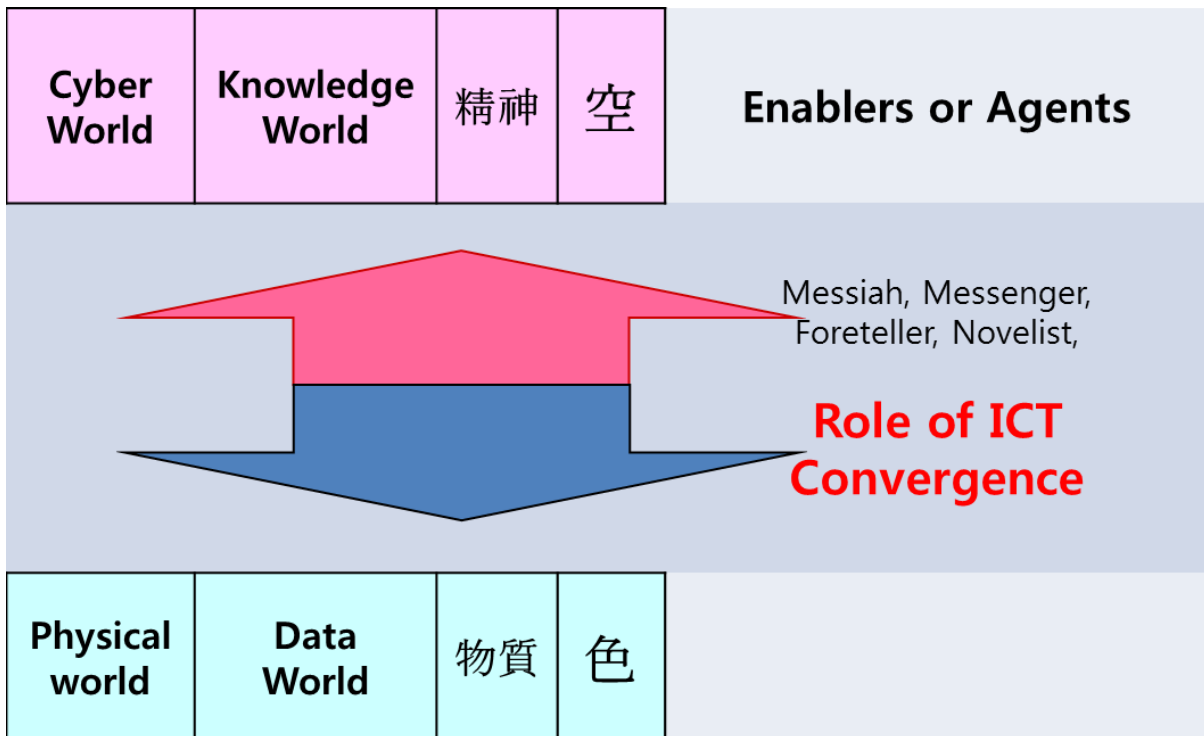 Cyber
World
Knowledge
World
精神
空
Enablers or Agents
Messiah, Messenger,
Foreteller, Novelist,
Role of ICT
Convergence
Physical
world
Data
World
物質
色